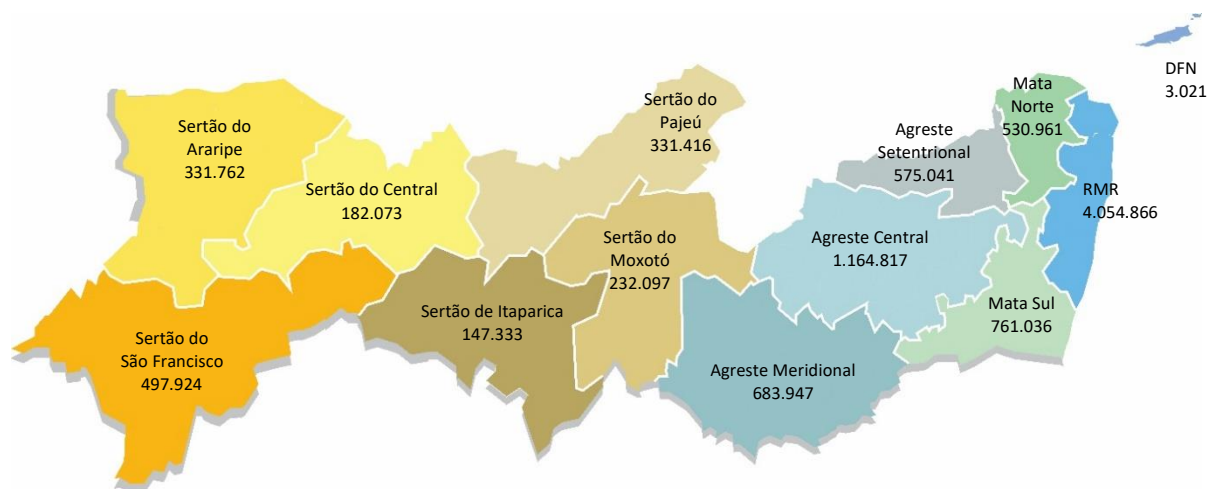 DFN
3.021
Mata
Norte
530.961
Sertão do
Pajeú
331.416
Sertão do
Araripe
331.762
Agreste
Setentrional
575.041
Sertão do Central
182.073
RMR
4.054.866
Sertão do
Moxotó
232.097
Agreste Central
1.164.817
Sertão de Itaparica
147.333
Mata Sul
761.036
Sertão do
São Francisco
497.924
Agreste Meridional
683.947